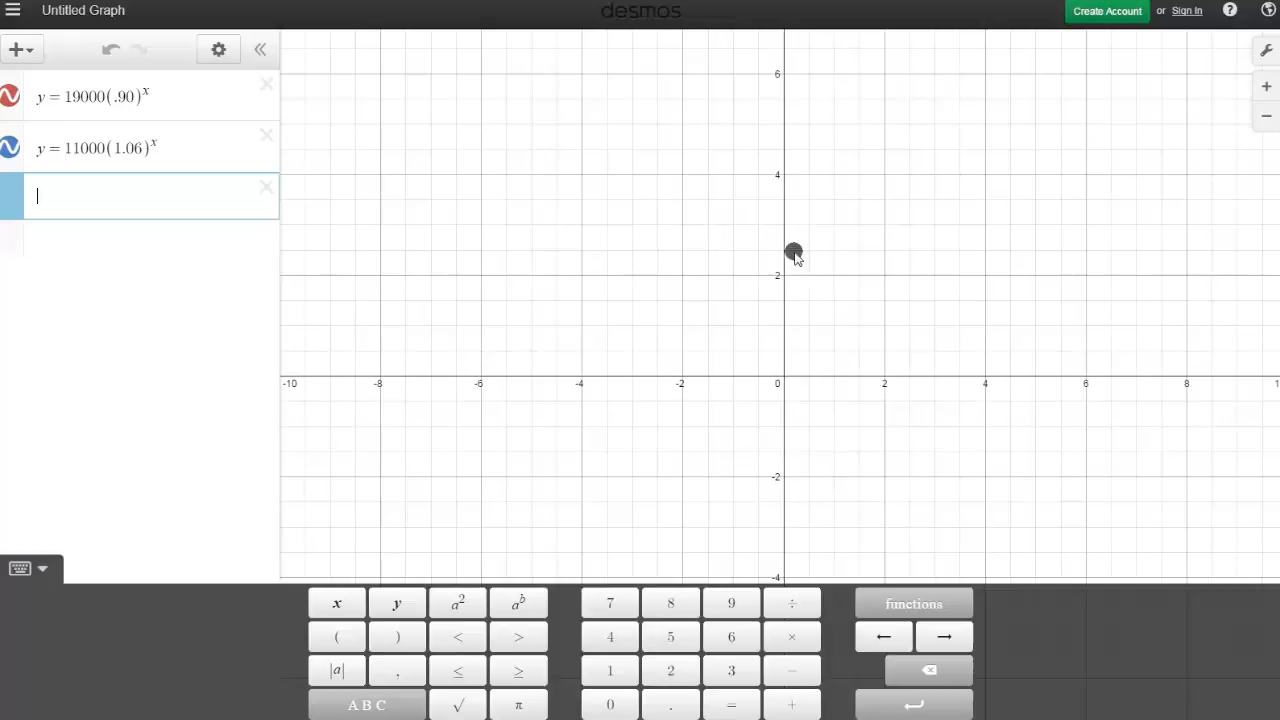 Untitled Graph
desmos
Create Account or Sign In
y = 19000(.90)^x
y = 11000(1.06)^x
6
4
2
-10 -8 -6 -4 -2 0 2 4 6 8 1
-2
-4
x y a^2 a^b 7 8 9 ÷ functions
( ) < > 4 5 6 × ← →
|a| , ≤ ≥ 1 2 3 −
A B C √ π 0 . = +